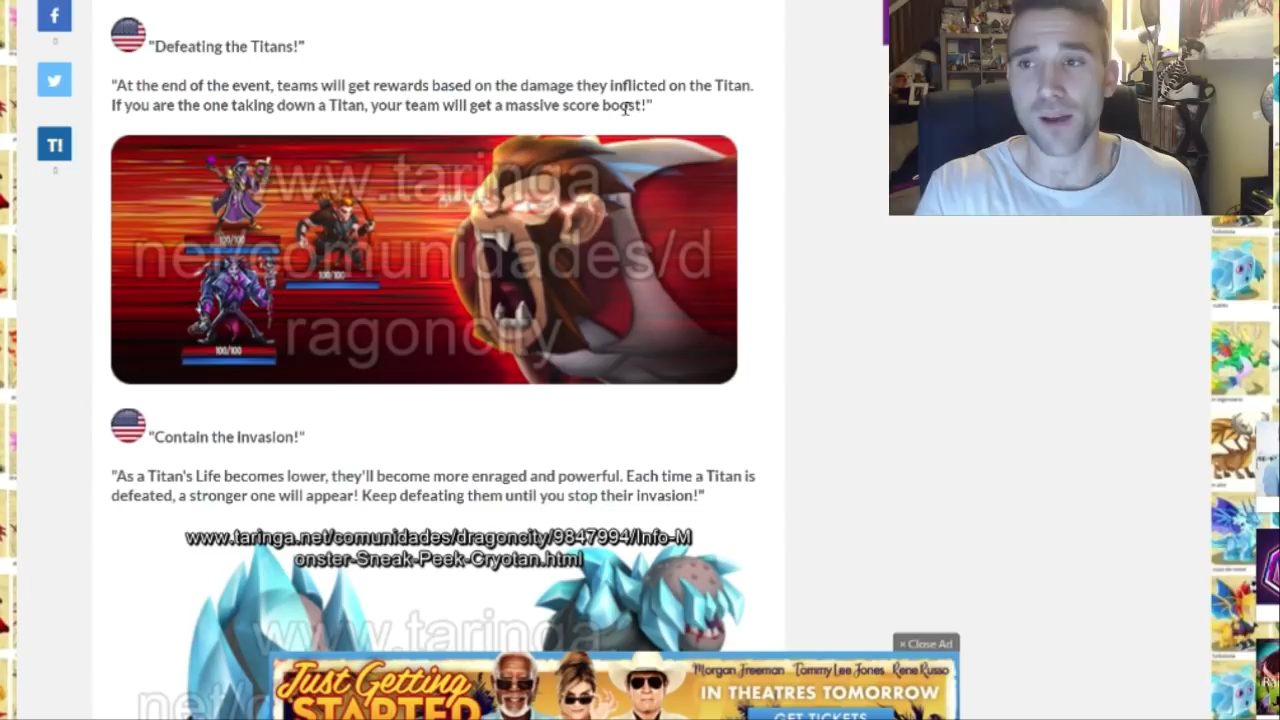 f
0
0
T!
0
"Defeating the Titans!"
"At the end of the event, teams will get rewards based on the damage they inflicted on the Titan.
If you are the one taking down a Titan, your team will get a massive score boost!"
www.taringa
net/comunidades/d
ragoncity
100/100
100/100
100/100
"Contain the Invasion!"
"As a Titan's Life becomes lower, they'll become more enraged and powerful. Each time a Titan is
defeated, a stronger one will appear! Keep defeating them until you stop their invasion!"
www.taringa.net/comunidades/dragoncity/9847994/Info-M
onster-Sneak-Peek-Cryotan.html
www.taringa
× Close Ad
Just Getting
STARTED
Morgan Freeman Tommy Lee Jones Rene Russo
IN THEATRES TOMORROW
GET TICKETS